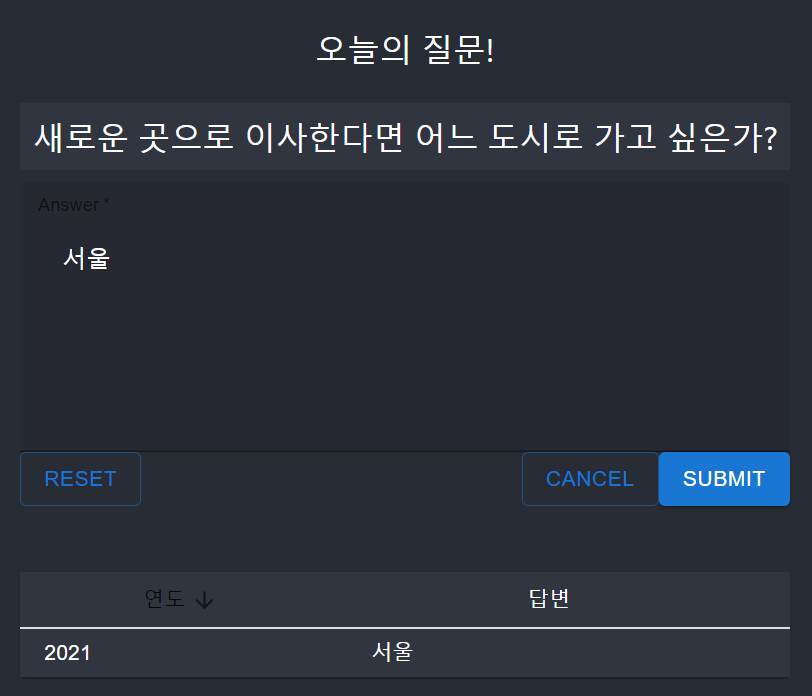 오늘의 질문!
새로운 곳으로 이사한다면 어느 도시로 가고 싶은가?
Answer *
서울
RESET CANCEL SUBMIT
연도 ↓ 답변
2021 서울